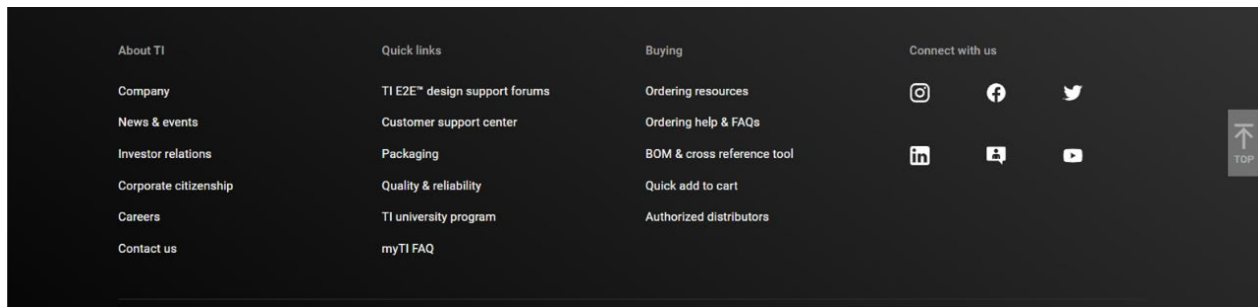 About TI
Company
News & events
Investor relations
Corporate citizenship
Careers
Contact us
Quick links
TI E2E™ design support forums
Customer support center
Packaging
Quality & reliability
TI university program
myTI FAQ
Buying
Ordering resources
Ordering help & FAQs
BOM & cross reference tool
Quick add to cart
Authorized distributors
Connect with us
in
TOP